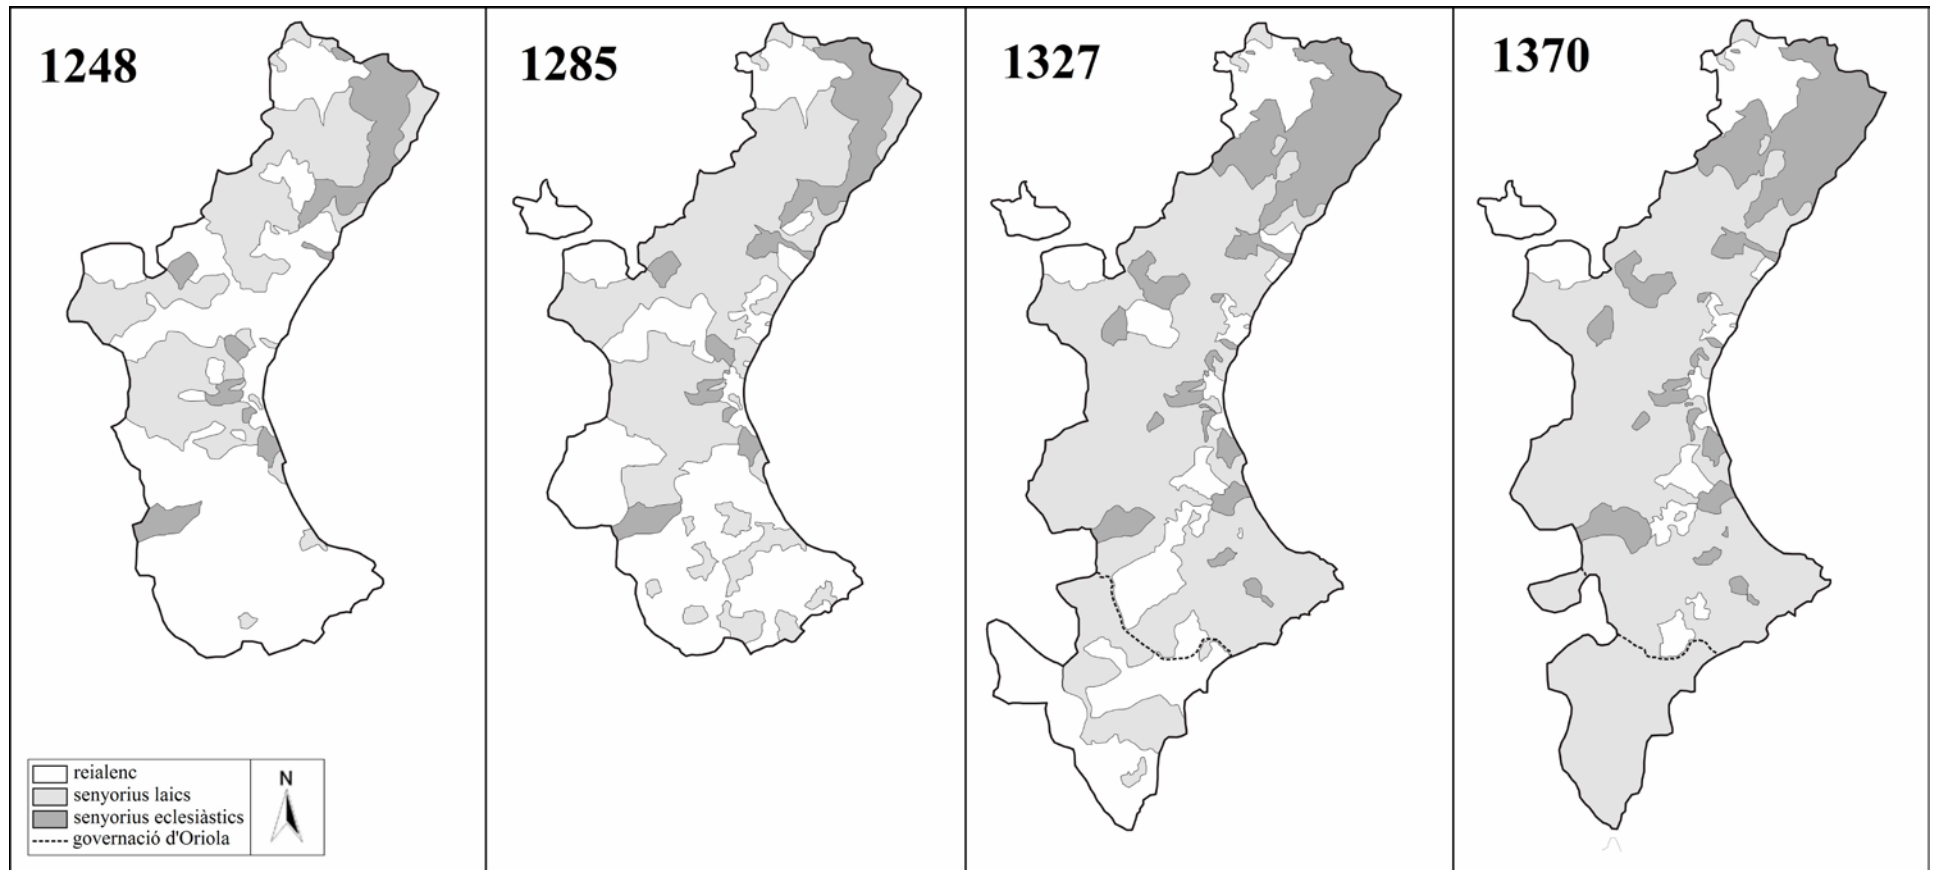 1248
1285
1327
1370
reialenc
senyorius laics
senyorius eclesiàstics
governació d'Oriola
N